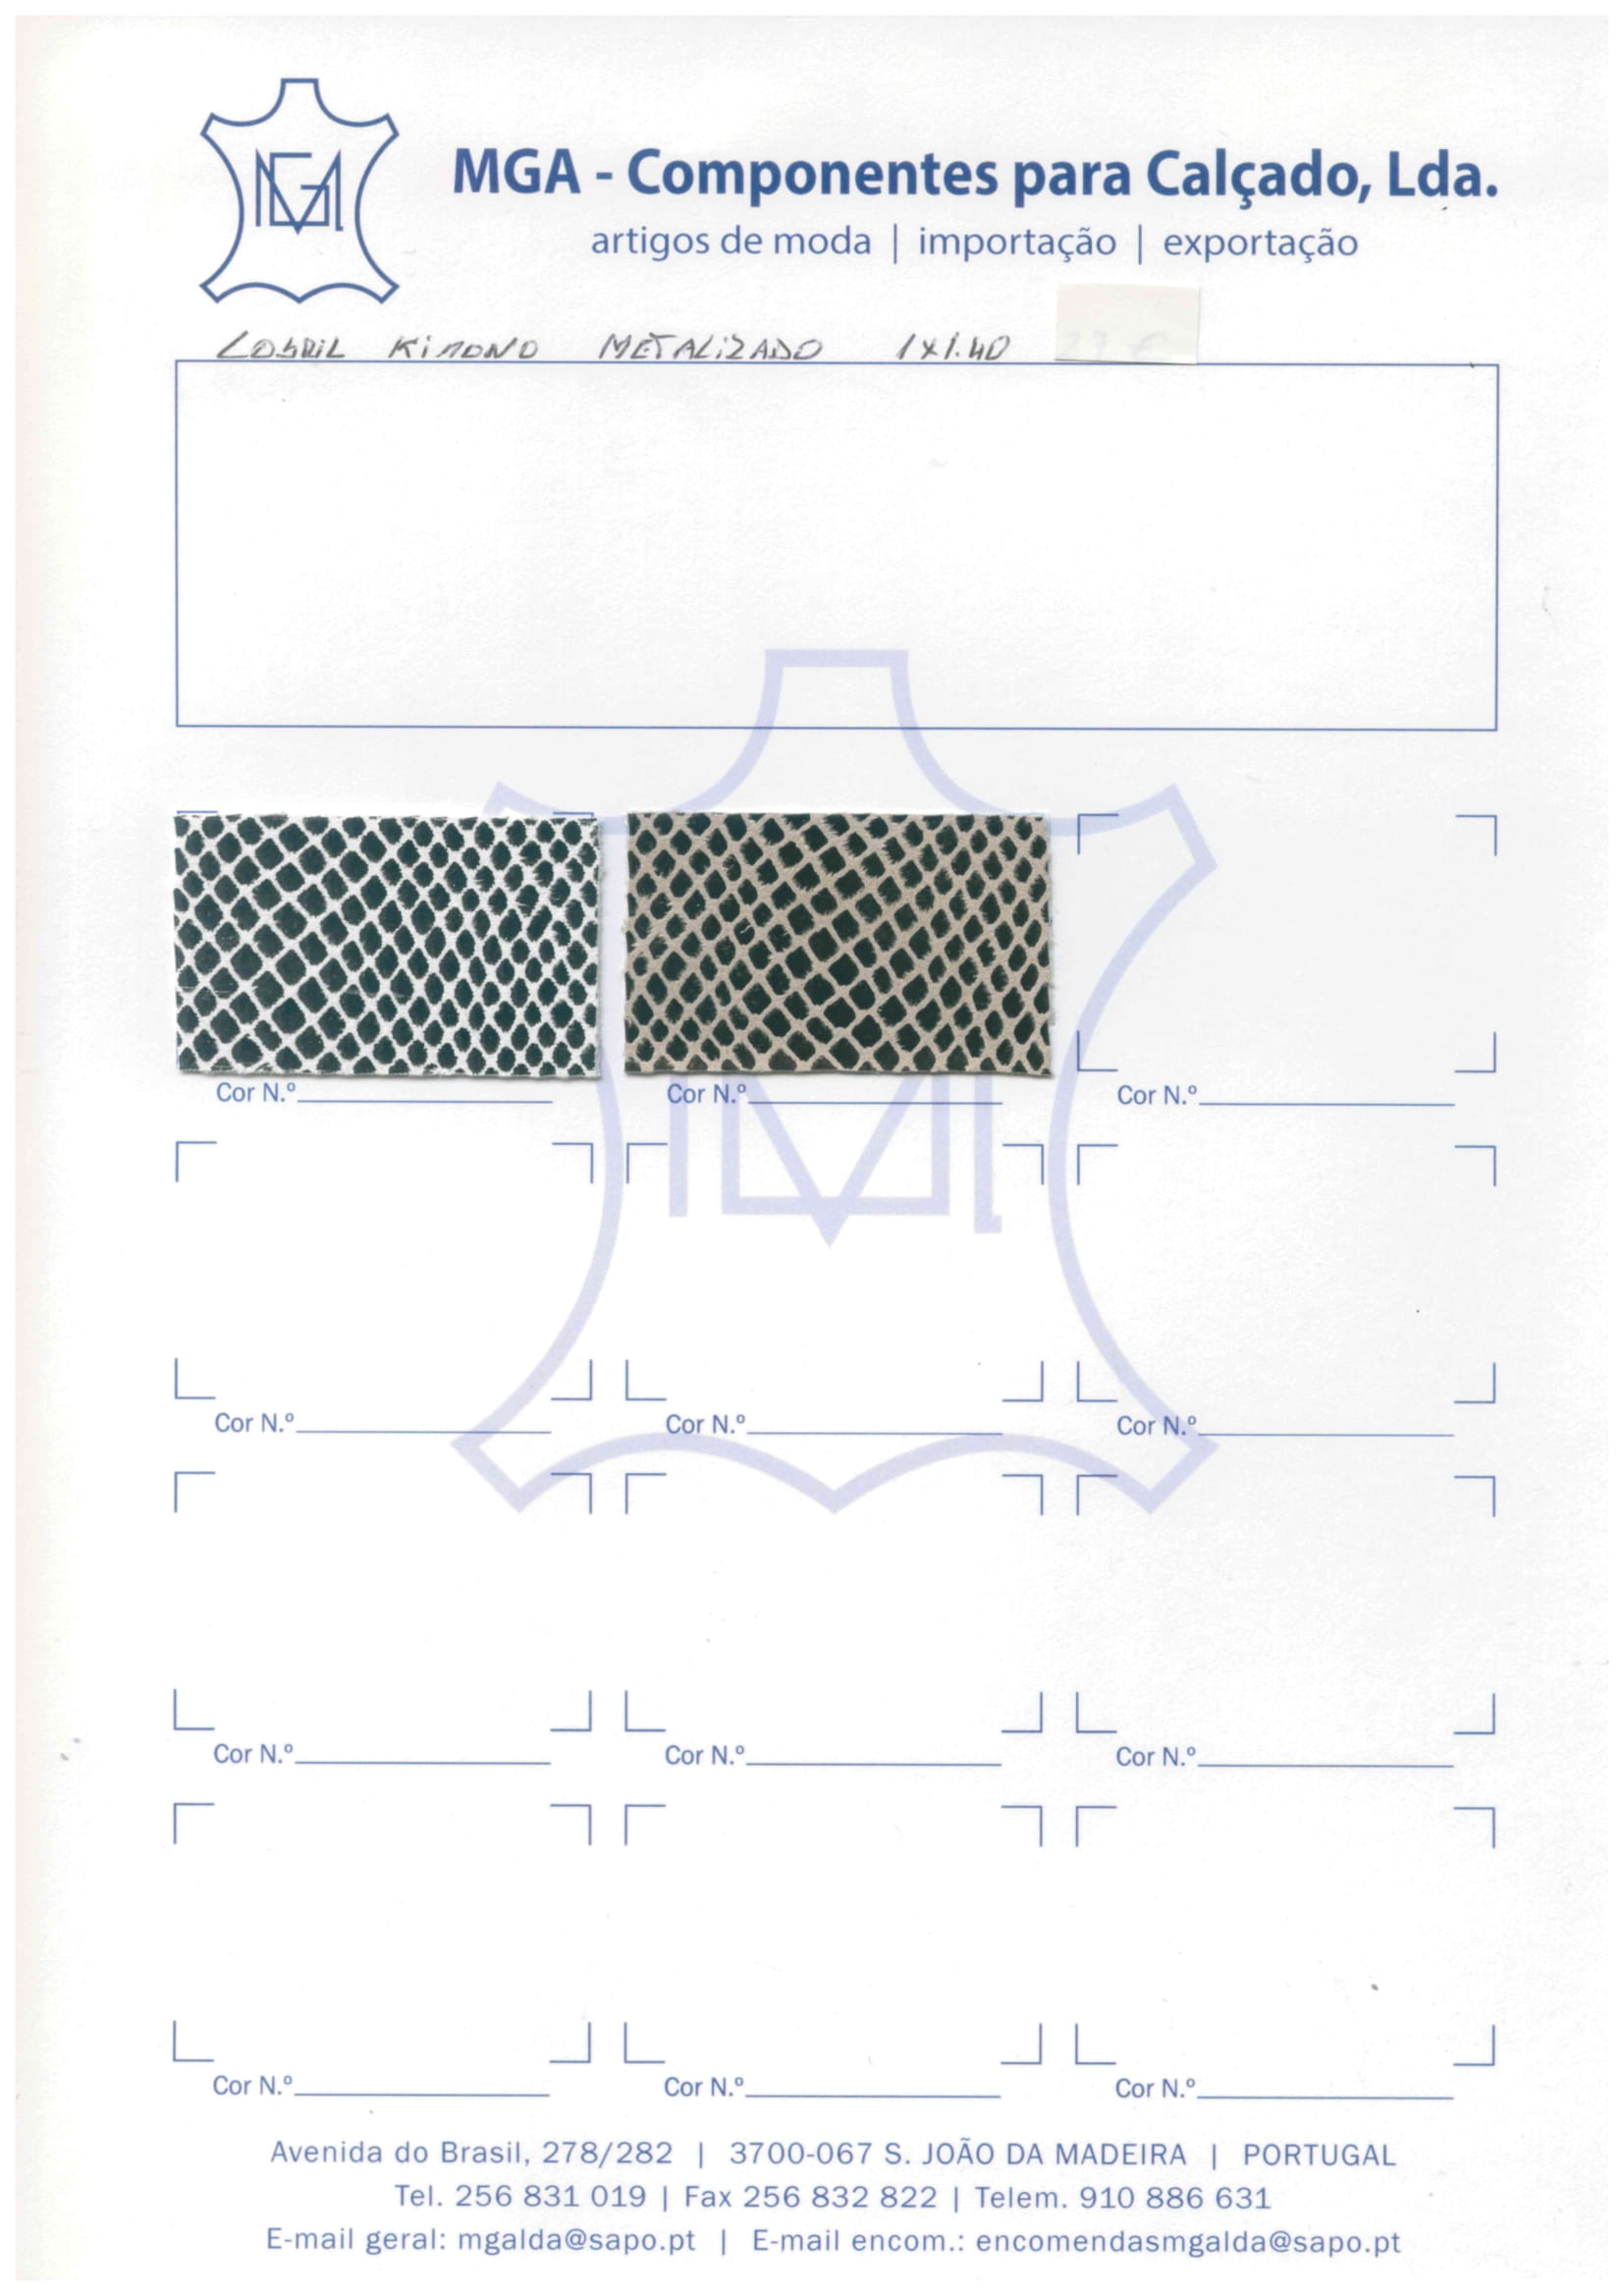 MGA - Componentes para Calçado, Lda.
artigos de moda | importação | exportação
KIMONO METALIZADO 1x1.40
Cor N.º Cor N.º Cor N.º
Cor N.º Cor N.º Cor N.º
Cor N.º Cor N.º Cor N.º
Cor N.º Cor N.º Cor N.º
Avenida do Brasil, 278/282 | 3700-067 S. JOÃO DA MADEIRA | PORTUGAL
Tel. 256 831 019 | Fax 256 832 822 | Telem. 910 886 631
E-mail geral: mgalda@sapo.pt | E-mail encom.: encomendasmgalda@sapo.pt